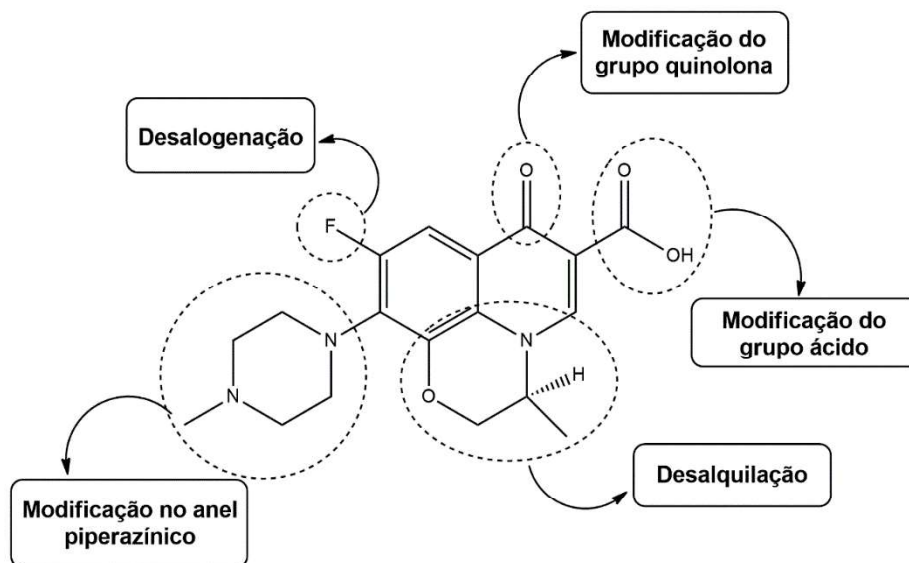 Modificação do
grupo quinolona
Desalogenação
O
O
F
OH
Modificação do
grupo ácido
N
N
H
N
O
Desalquilação
Modificação no anel
piperazínico